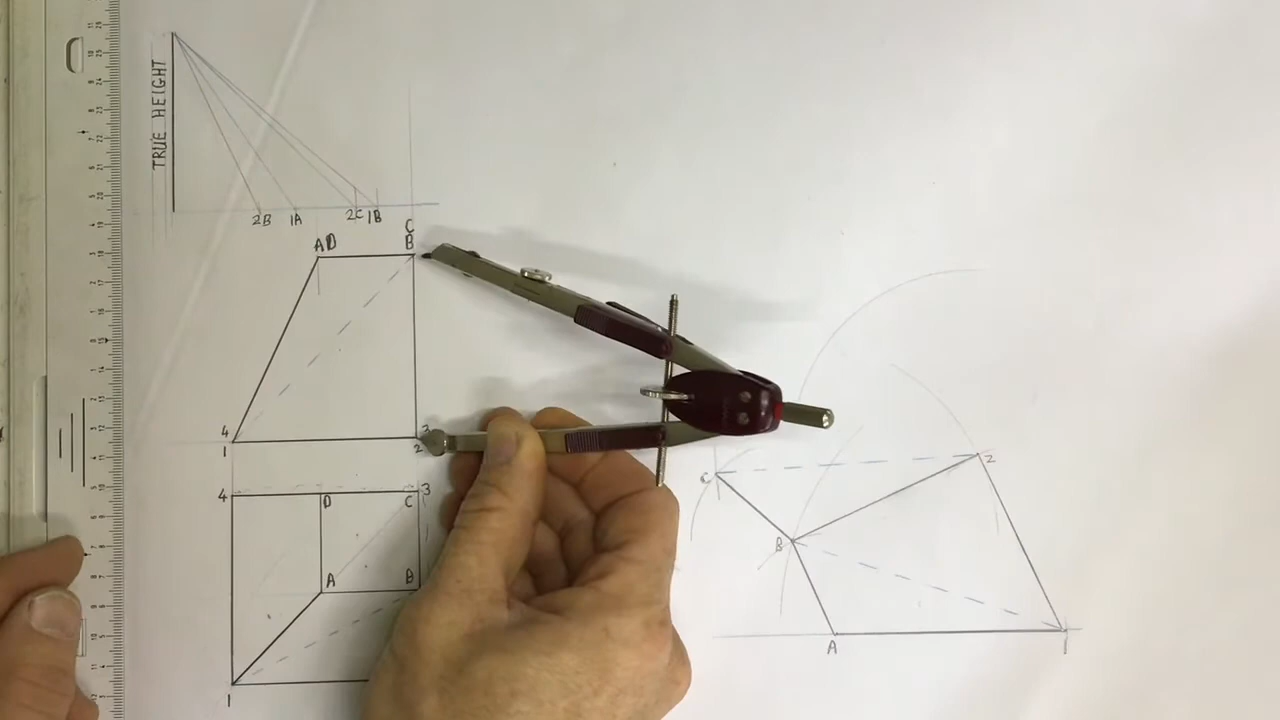 TRUE HEIGHT
2B 1A 2C 1B
C
AD B
4 3
1 2
4 D C 3
A B
1
C 2
B
A 1